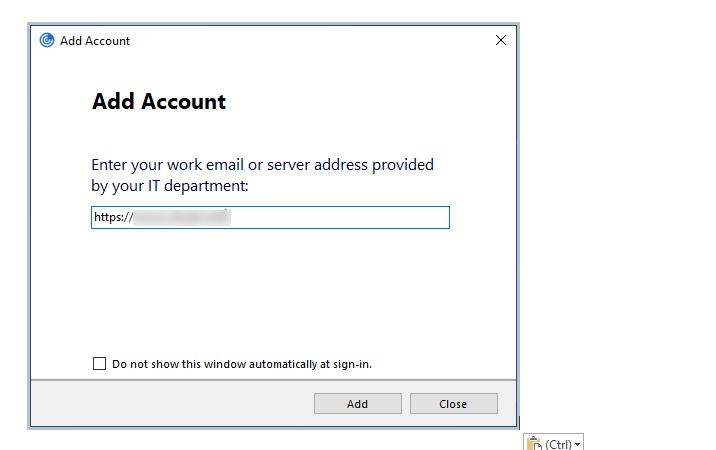 Add Account
Add Account
Enter your work email or server address provided
by your IT department:
https://
Do not show this window automatically at sign-in.
Add Close
(Ctrl)